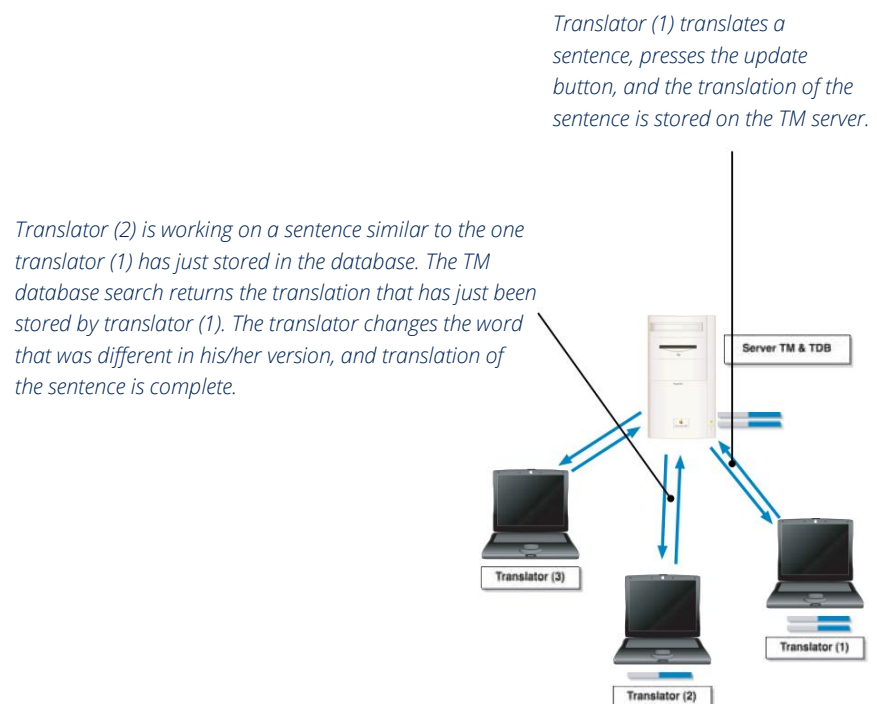 Translator (1) translates a
sentence, presses the update
button, and the translation of the
sentence is stored on the TM server.
Translator (2) is working on a sentence similar to the one
translator (1) has just stored in the database. The TM
database search returns the translation that has just been
stored by translator (1). The translator changes the word
that was different in his/her version, and translation of
the sentence is complete.
Server TM & TDB
Translator (3)
Translator (1)
Translator (2)